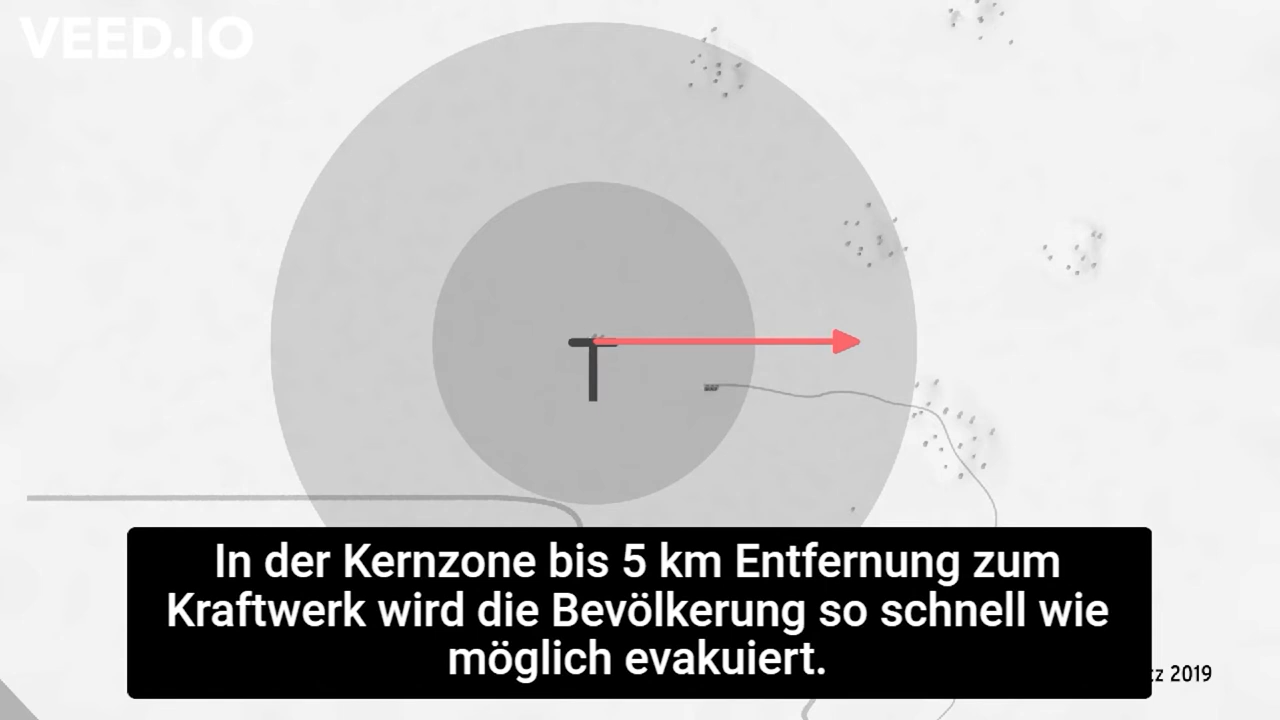 VEED.IO
In der Kernzone bis 5 km Entfernung zum
Kraftwerk wird die Bevölkerung so schnell wie
möglich evakuiert.
2019